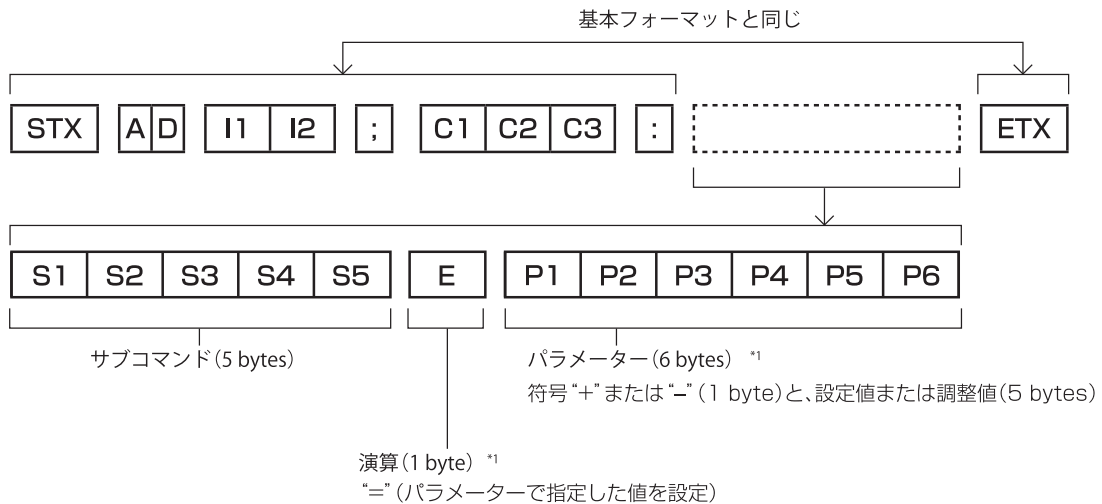 基本フォーマットと同じ
STX A D I1 I2 ; C1 C2 C3 : ETX
S1 S2 S3 S4 S5 E P1 P2 P3 P4 P5 P6
サブコマンド(5 bytes)
パラメーター(6 bytes) *1
符号“+”または“–”(1 byte)と、設定値または調整値(5 bytes)
演算(1 byte) *1
“=”(パラメーターで指定した値を設定)